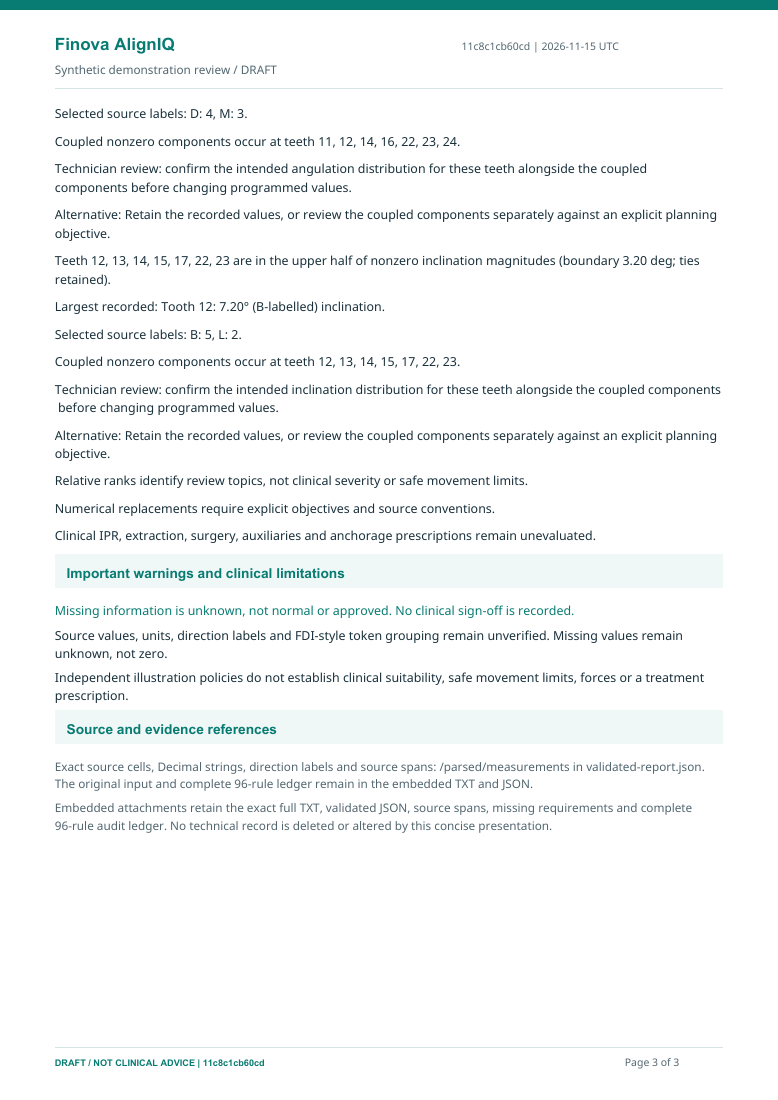 Finova AlignIQ
11c8c1cb60cd | 2026-11-15 UTC
Synthetic demonstration review / DRAFT
Selected source labels: D: 4, M: 3.
Coupled nonzero components occur at teeth 11, 12, 14, 16, 22, 23, 24.
Technician review: confirm the intended angulation distribution for these teeth alongside the coupled
components before changing programmed values.
Alternative: Retain the recorded values, or review the coupled components separately against an explicit planning
objective.
Teeth 12, 13, 14, 15, 17, 22, 23 are in the upper half of nonzero inclination magnitudes (boundary 3.20 deg; ties
retained).
Largest recorded: Tooth 12: 7.20° (B-labelled) inclination.
Selected source labels: B: 5, L: 2.
Coupled nonzero components occur at teeth 12, 13, 14, 15, 17, 22, 23.
Technician review: confirm the intended inclination distribution for these teeth alongside the coupled components
before changing programmed values.
Alternative: Retain the recorded values, or review the coupled components separately against an explicit planning
objective.
Relative ranks identify review topics, not clinical severity or safe movement limits.
Numerical replacements require explicit objectives and source conventions.
Clinical IPR, extraction, surgery, auxiliaries and anchorage prescriptions remain unevaluated.
Important warnings and clinical limitations
Missing information is unknown, not normal or approved. No clinical sign-off is recorded.
Source values, units, direction labels and FDI-style token grouping remain unverified. Missing values remain
unknown, not zero.
Independent illustration policies do not establish clinical suitability, safe movement limits, forces or a treatment
prescription.
Source and evidence references
Exact source cells, Decimal strings, direction labels and source spans: /parsed/measurements in validated-report.json.
The original input and complete 96-rule ledger remain in the embedded TXT and JSON.
Embedded attachments retain the exact full TXT, validated JSON, source spans, missing requirements and complete
96-rule audit ledger. No technical record is deleted or altered by this concise presentation.
DRAFT / NOT CLINICAL ADVICE | 11c8c1cb60cd
Page 3 of 3